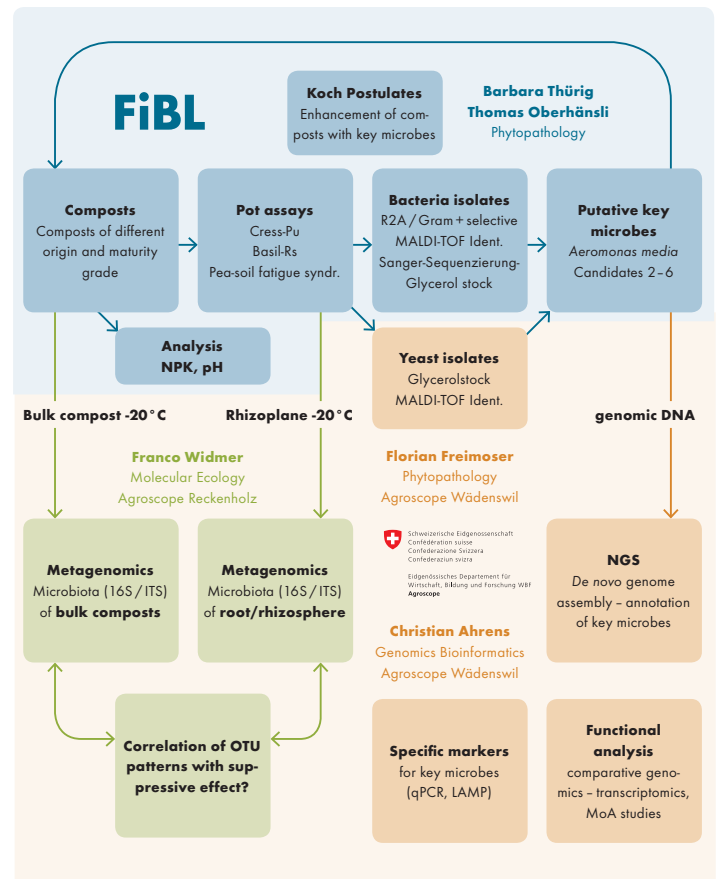 FiBL
Koch Postulates
Enhancement of com-
posts with key microbes
Barbara Thürig
Thomas Oberhänsli
Phytopathology
Composts
Composts of different
origin and maturity
grade
Pot assays
Cress-Pu
Basil-Rs
Pea-soil fatigue syndr.
Bacteria isolates
R2A / Gram + selective
MALDI-TOF Ident.
Sanger-Sequenzierung-
Glycerol stock
Putative key
microbes
Aeromonas media
Candidates 2–6
Analysis
NPK, pH
Yeast isolates
Glycerolstock
MALDI-TOF Ident.
Bulk compost -20°C
Rhizoplane -20°C
genomic DNA
Franco Widmer
Molecular Ecology
Agroscope Reckenholz
Florian Freimoser
Phytopathology
Agroscope Wädenswil
Schweizerische Eidgenossenschaft
Confédération suisse
Confederazione Svizzera
Confederaziun svizra
Eidgenössisches Departement für
Wirtschaft, Bildung und Forschung WBF
Agroscope
Metagenomics
Microbiota (16S / ITS)
of bulk composts
Metagenomics
Microbiota (16S / ITS)
of root/rhizosphere
NGS
De novo genome
assembly – annotation
of key microbes
Christian Ahrens
Genomics Bioinformatics
Agroscope Wädenswil
Correlation of OTU
patterns with sup-
pressive effect?
Specific markers
for key microbes
(qPCR, LAMP)
Functional
analysis
comparative geno-
mics – transcriptomics,
MoA studies